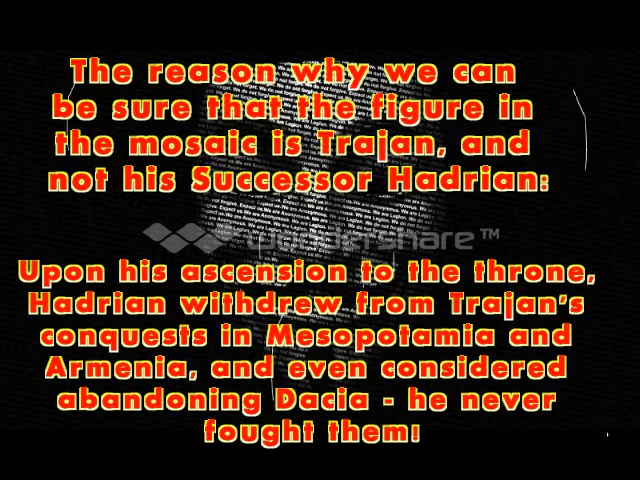 The reason why we can
be sure that the figure in
the mosaic is Trajan, and
not his Successor Hadrian:
wondershare™
Upon his ascension to the throne,
Hadrian withdrew from Trajan's
conquests in Mesopotamia and
Armenia, and even considered
abandoning Dacia - he never
fought them!